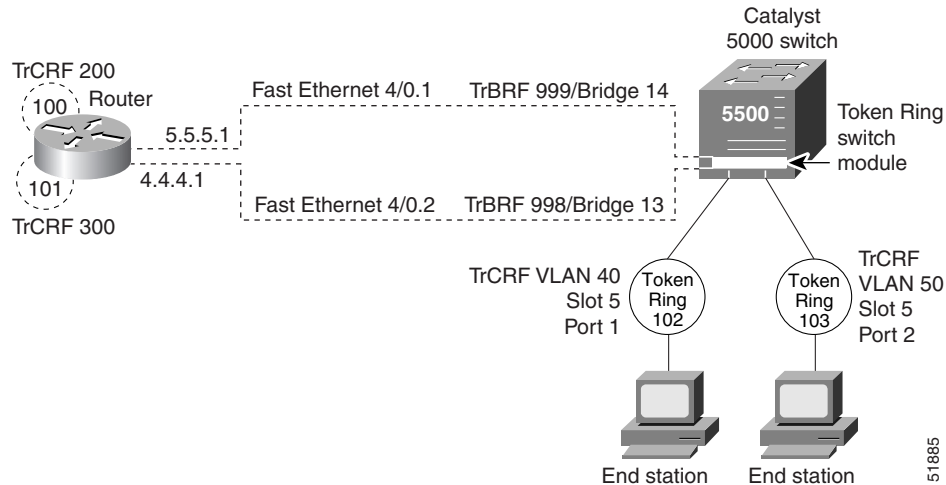 Catalyst
5000 switch
TrCRF 200
100
Router
Fast Ethernet 4/0.1
TrBRF 999/Bridge 14
5500
Token Ring
switch
module
5.5.5.1
4.4.4.1
101
TrCRF 300
Fast Ethernet 4/0.2
TrBRF 998/Bridge 13
TrCRF VLAN 40
Slot 5
Port 1
Token
Ring
102
Token
Ring
103
TrCRF
VLAN 50
Slot 5
Port 2
End station
End station
51885